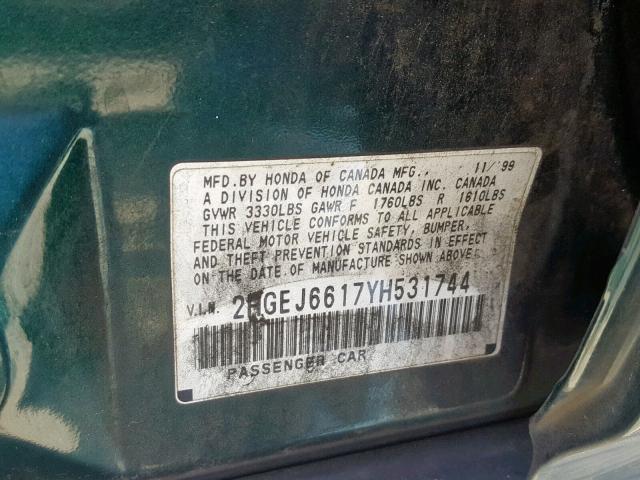 MFD.BY HONDA OF CANADA MFG., 11/'99
A DIVISION OF HONDA CANADA INC. CANADA
GVWR 3330LBS GAWR F 1760LBS R 1610LBS
THIS VEHICLE CONFORMS TO ALL APPLICABLE
FEDERAL MOTOR VEHICLE SAFETY, BUMPER,
AND THEFT PREVENTION STANDARDS IN EFFECT
ON THE DATE OF MANUFACTURE SHOWN ABOVE.
V.I.N. 2HGEJ6617YH531744
PASSENGER CAR